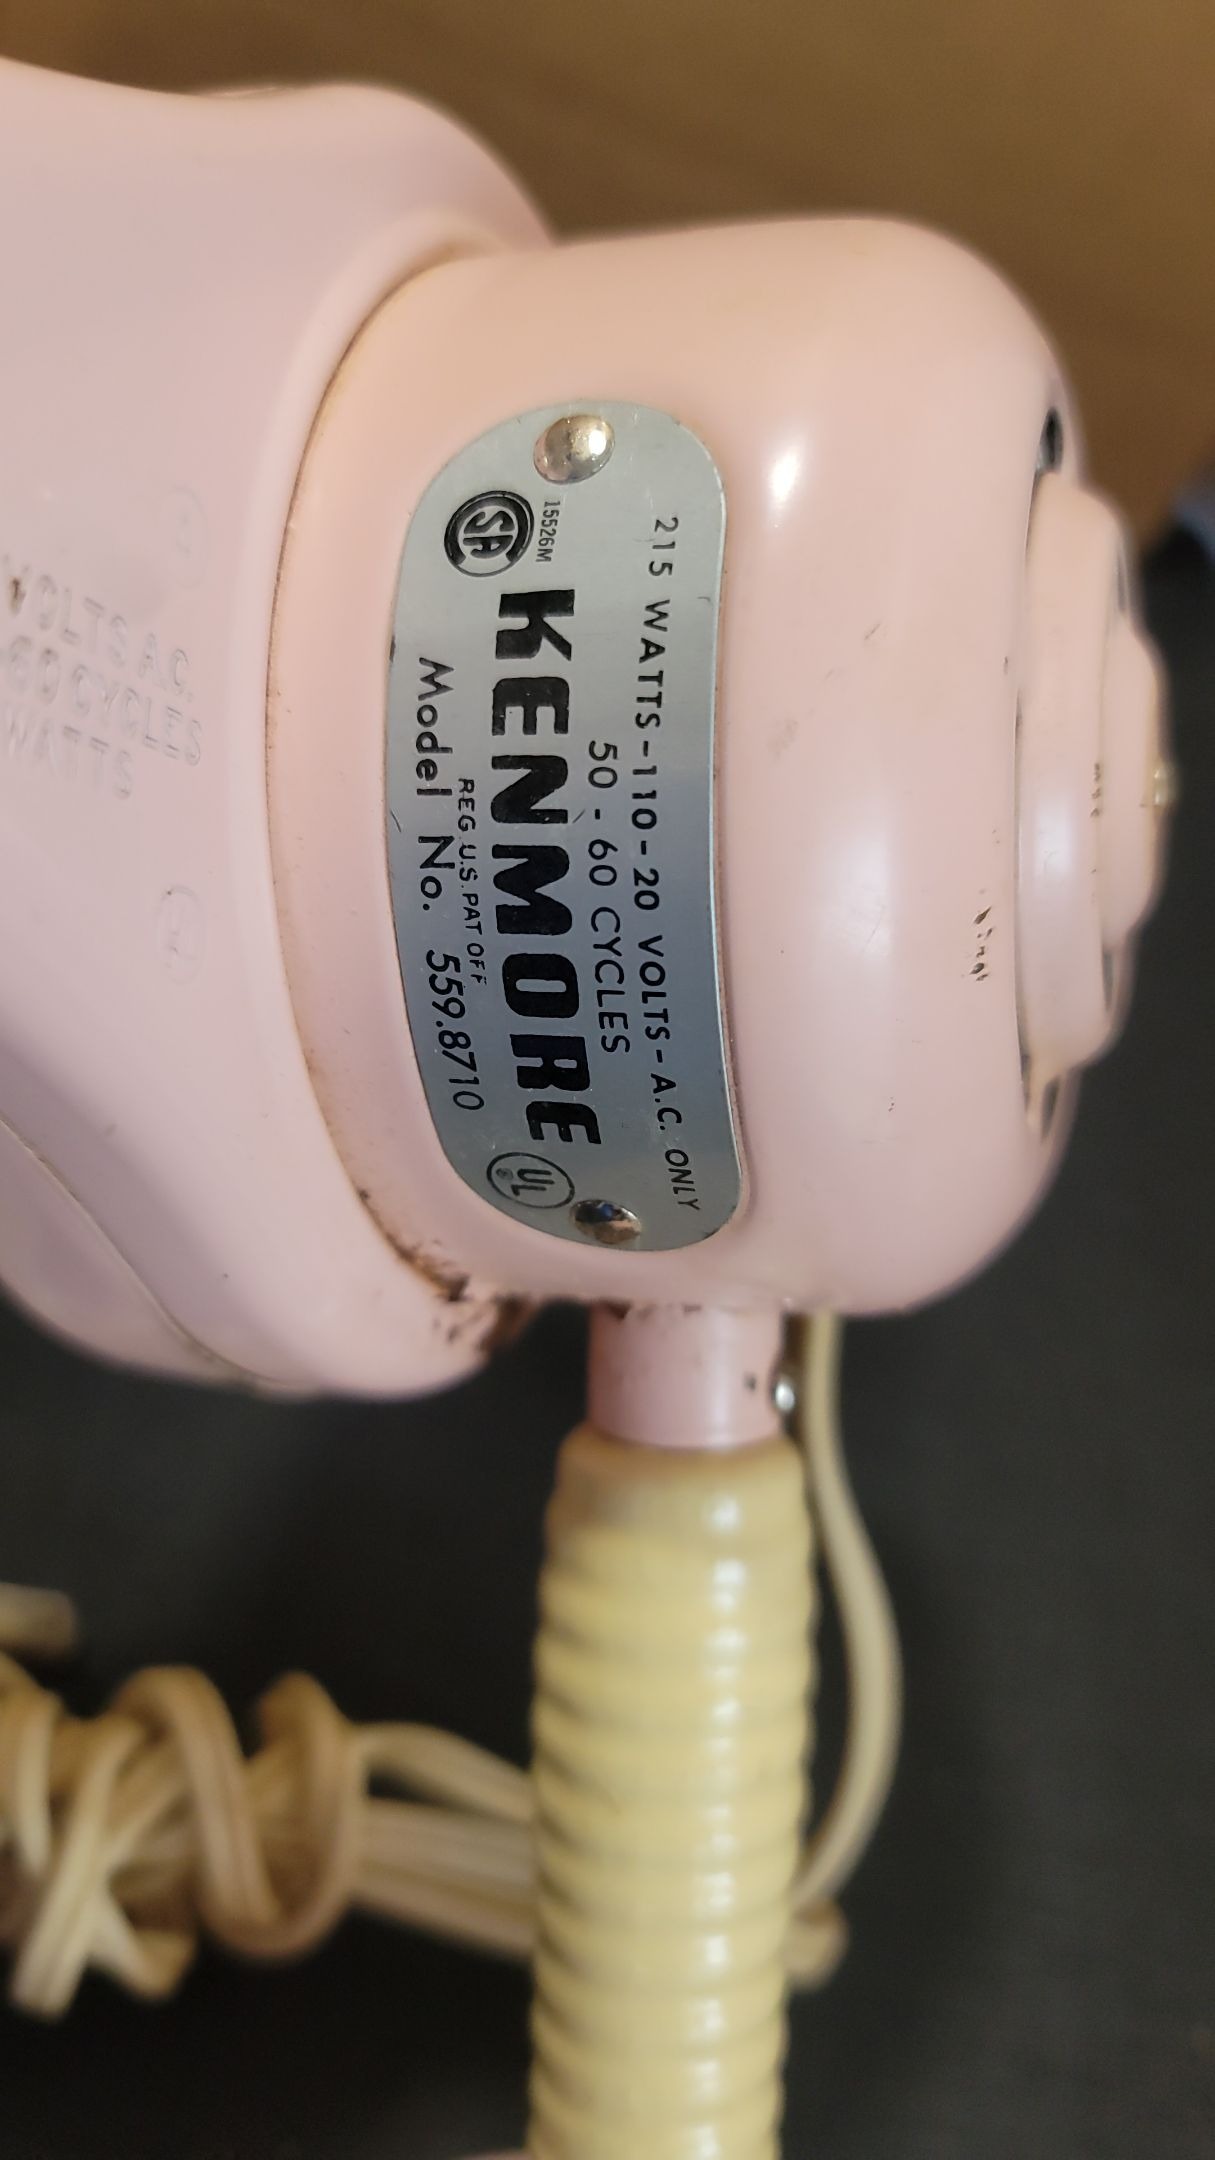 215 WATTS-110-20 VOLTS-A.C. ONLY
50-60 CYCLES
15526M
SA
KENMORE
UL
REG.U.S.PAT OFF
Model No. 559.8710
VOLTS A.C.
60 CYCLES
WATTS